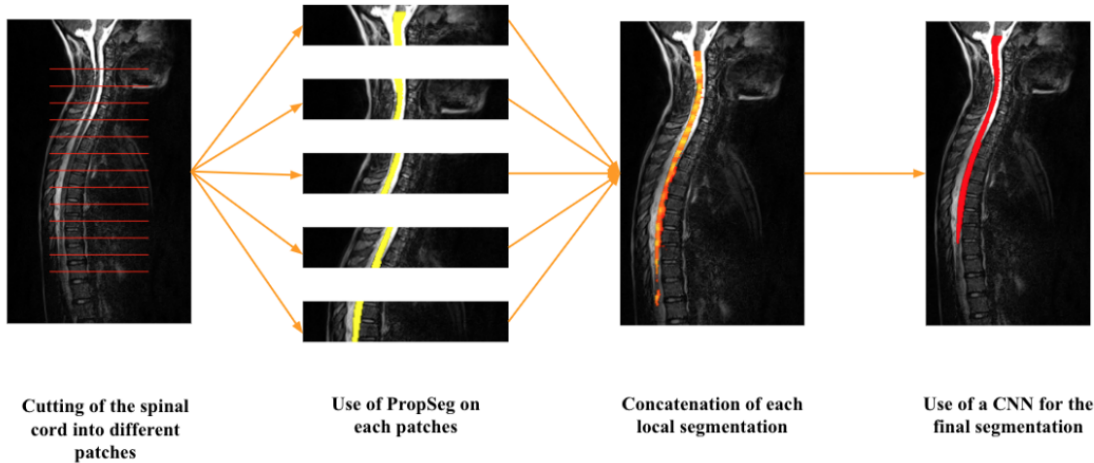 Cutting of the spinal
cord into different
patches
Use of PropSeg on
each patches
Concatenation of each
local segmentation
Use of a CNN for the
final segmentation